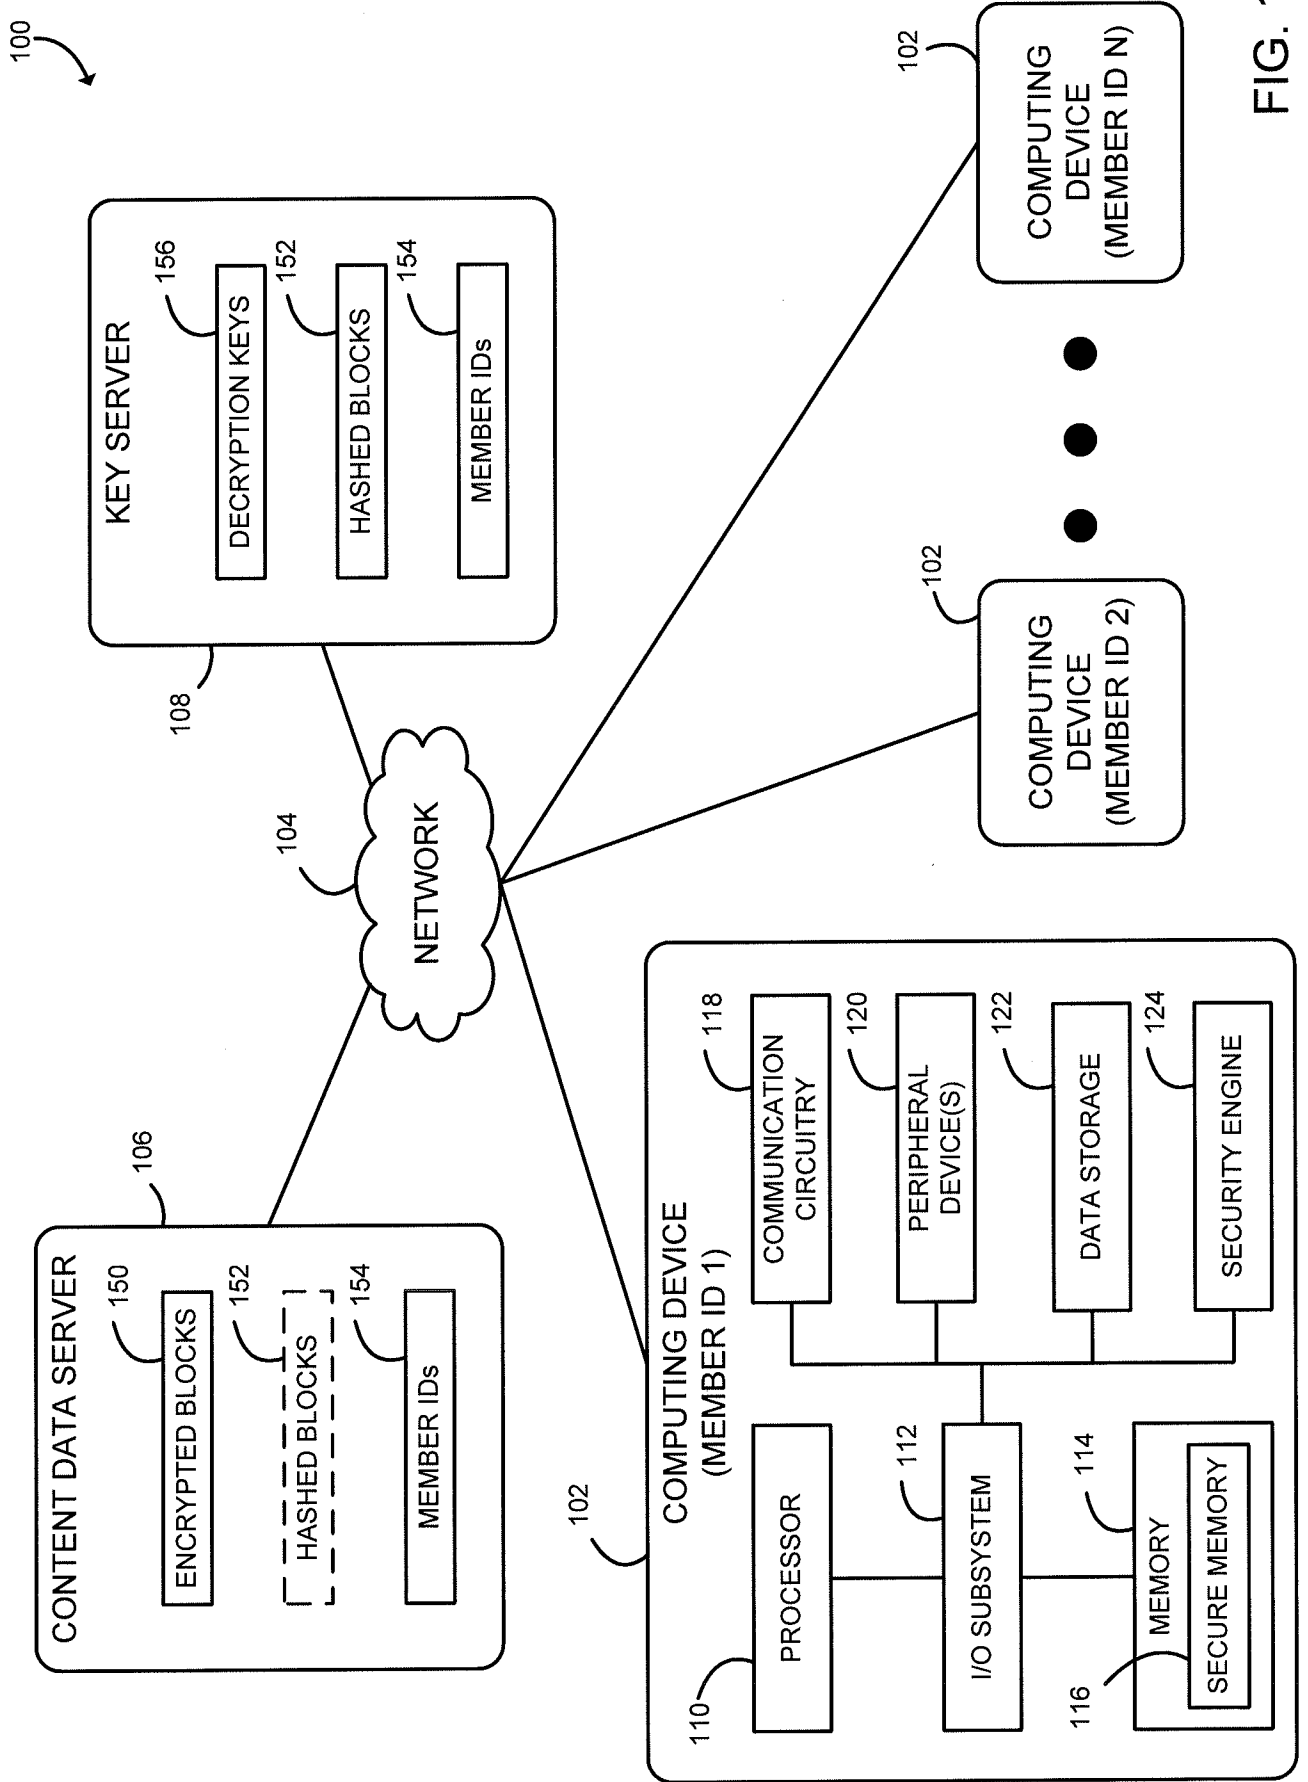 100
CONTENT DATA SERVER
106
ENCRYPTED BLOCKS
150
HASHED BLOCKS
152
MEMBER IDs
154
KEY SERVER
108
DECRYPTION KEYS
156
HASHED BLOCKS
152
MEMBER IDs
154
104
NETWORK
102
COMPUTING DEVICE
(MEMBER ID 1)
110
PROCESSOR
112
I/O SUBSYSTEM
114
MEMORY
116
SECURE MEMORY
118
COMMUNICATION
CIRCUITRY
120
PERIPHERAL
DEVICE(S)
122
DATA STORAGE
124
SECURITY ENGINE
102
COMPUTING
DEVICE
(MEMBER ID 2)
102
COMPUTING
DEVICE
(MEMBER ID N)
FIG.